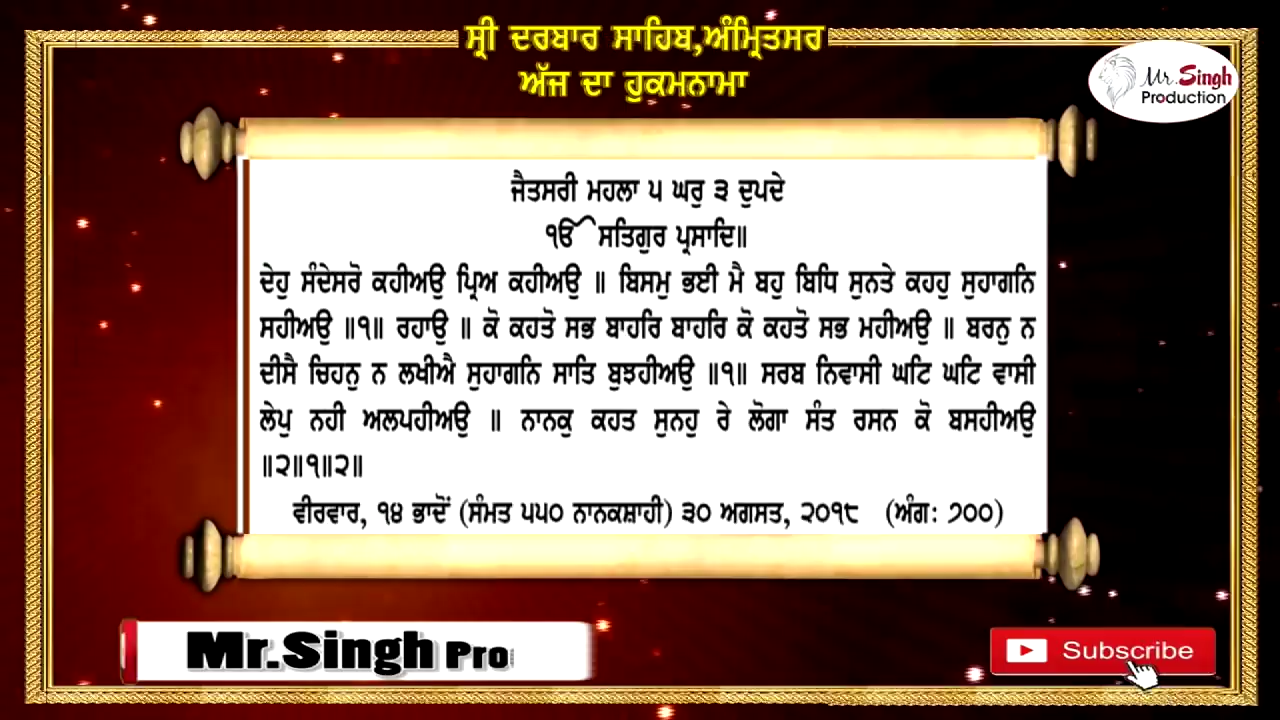 ਸ੍ਰੀ ਦਰਬਾਰ ਸਾਹਿਬ,ਅੰਮ੍ਰਿਤਸਰ
ਅੱਜ ਦਾ ਹੁਕਮਨਾਮਾ
Mr.Singh
Production
ਜੈਤਸਰੀ ਮਹਲਾ ੫ ਘਰੁ ੩ ਦੁਪਦੇ
ੴ ਸਤਿਗੁਰ ਪ੍ਰਸਾਦਿ॥
ਦੇਹੁ ਸੰਦੇਸਰੋ ਕਹੀਅਉ ਪ੍ਰਿਅ ਕਹੀਅਉ ॥ ਬਿਸਮੁ ਭਈ ਮੈ ਬਹੁ ਬਿਧਿ ਸੁਨਤੇ ਕਹਹੁ ਸੁਹਾਗਨਿ
ਸਹੀਅਉ ॥੧॥ ਰਹਾਉ ॥ ਕੋ ਕਹਤੋ ਸਭ ਬਾਹਰਿ ਬਾਹਰਿ ਕੋ ਕਹਤੋ ਸਭ ਮਹੀਅਉ ॥ ਬਰਨੁ ਨ
ਦੀਸੈ ਚਿਹਨੁ ਨ ਲਖੀਐ ਸੁਹਾਗਨਿ ਸਾਤਿ ਬੁਝਹੀਅਉ ॥੧॥ ਸਰਬ ਨਿਵਾਸੀ ਘਟਿ ਘਟਿ ਵਾਸੀ
ਲੇਪੁ ਨਹੀ ਅਲਪਹੀਅਉ ॥ ਨਾਨਕੁ ਕਹਤ ਸੁਨਹੁ ਰੇ ਲੋਗਾ ਸੰਤ ਰਸਨ ਕੋ ਬਸਹੀਅਉ
॥੨॥੧॥੨॥
ਵੀਰਵਾਰ, ੧੪ ਭਾਦੋਂ (ਸੰਮਤ ੫੫੦ ਨਾਨਕਸ਼ਾਹੀ) ੩੦ ਅਗਸਤ, ੨੦੧੮ (ਅੰਗ: ੭੦੦)
Mr.Singh Pro
Subscribe